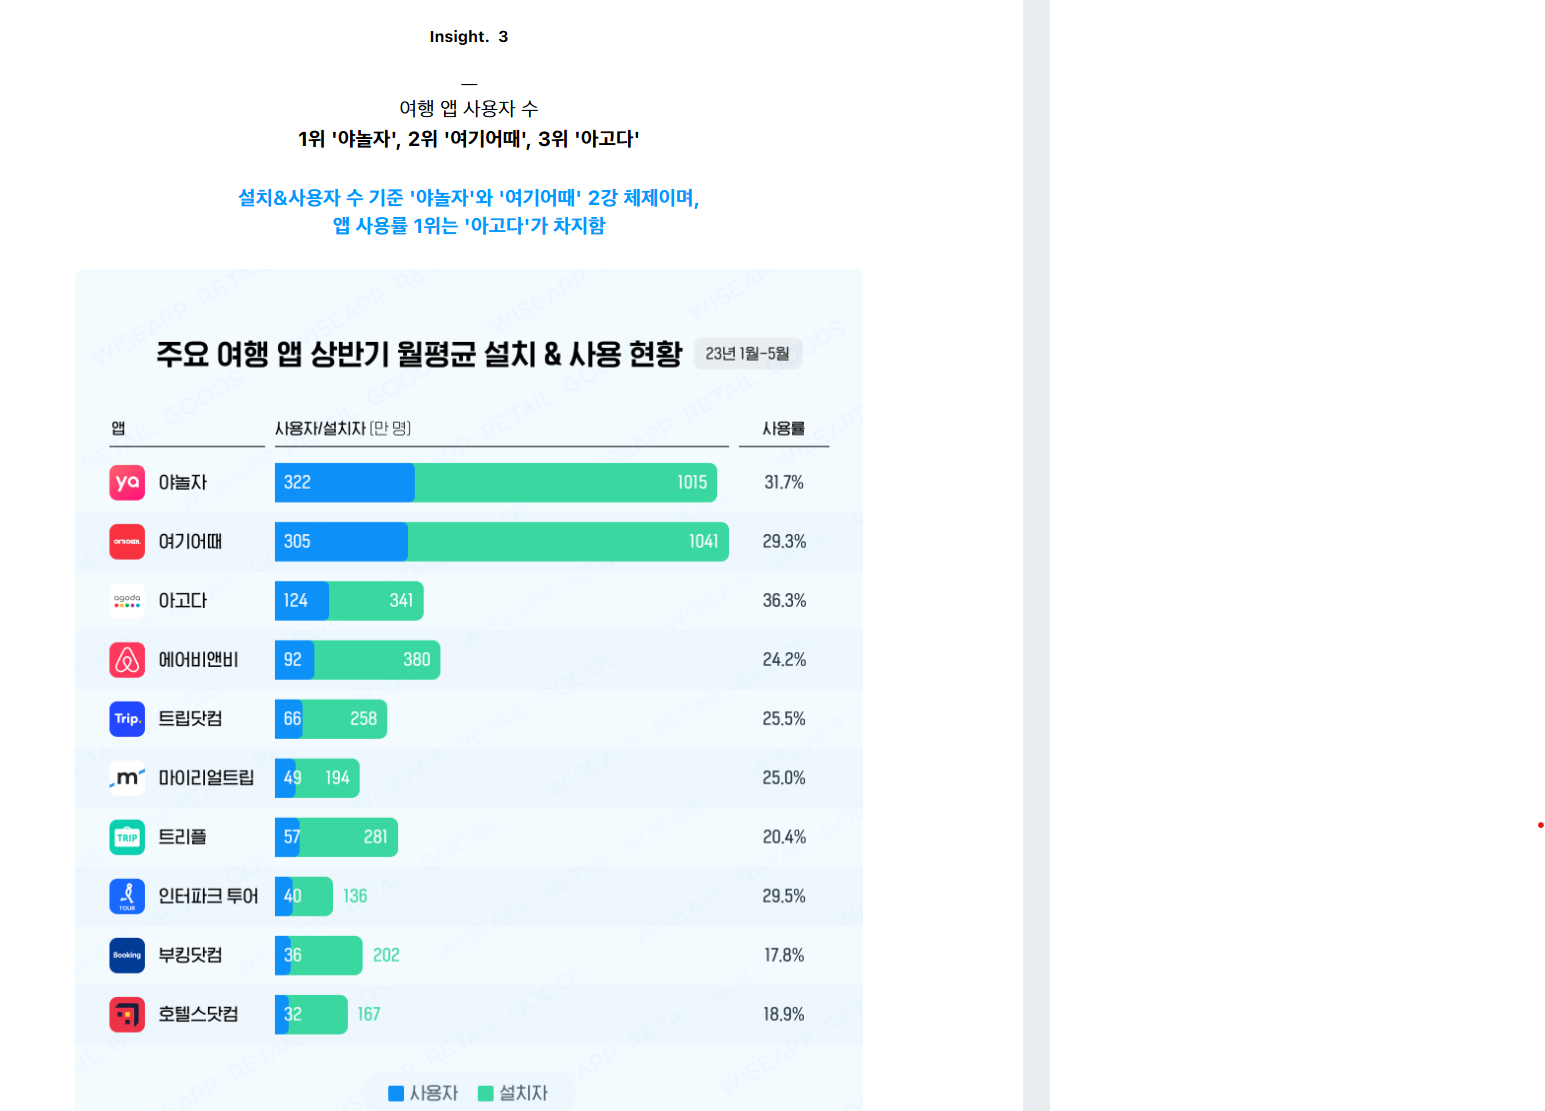 Insight. 3
—
여행 앱 사용자 수
1위 '야놀자', 2위 '여기어때', 3위 '아고다'
설치&사용자 수 기준 '야놀자'와 '여기어때' 2강 체제이며,
앱 사용률 1위는 '아고다'가 차지함
주요 여행 앱 상반기 월평균 설치 & 사용 현황 23년 1월-5월
앱 사용자/설치자 (만 명) 사용률
ya 야놀자 322 1015 31.7%
여기어때 305 1041 29.3%
agoda 아고다 124 341 36.3%
에어비앤비 92 380 24.2%
Trip. 트립닷컴 66 258 25.5%
m 마이리얼트립 49 194 25.0%
TRIP 트리플 57 281 20.4%
TOUR 인터파크 투어 40 136 29.5%
Booking 부킹닷컴 36 202 17.8%
호텔스닷컴 32 167 18.9%
사용자 설치자
WISEAPP RETAIL GOODS